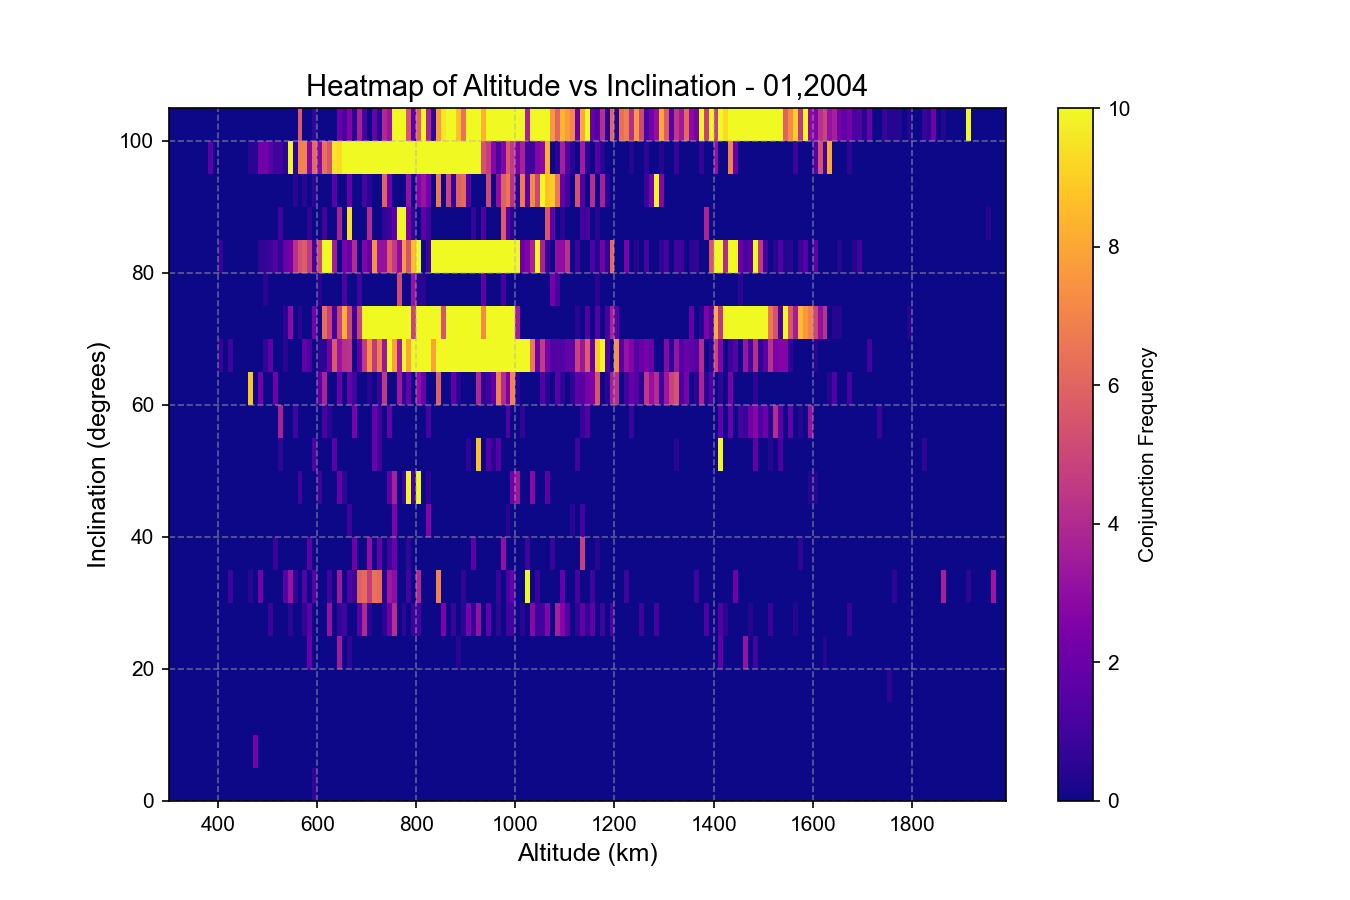 Heatmap of Altitude vs Inclination - 01,2004
100
80
60
40
20
0
Inclination (degrees)
400 600 800 1000 1200 1400 1600 1800
Altitude (km)
10
8
6
4
2
0
Conjunction Frequency